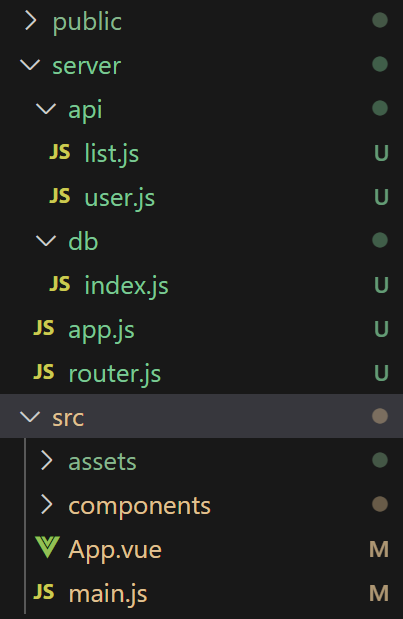 public
server
api
JS list.js U
JS user.js U
db
JS index.js U
JS app.js U
JS router.js U
src
assets
components
App.vue M
JS main.js M